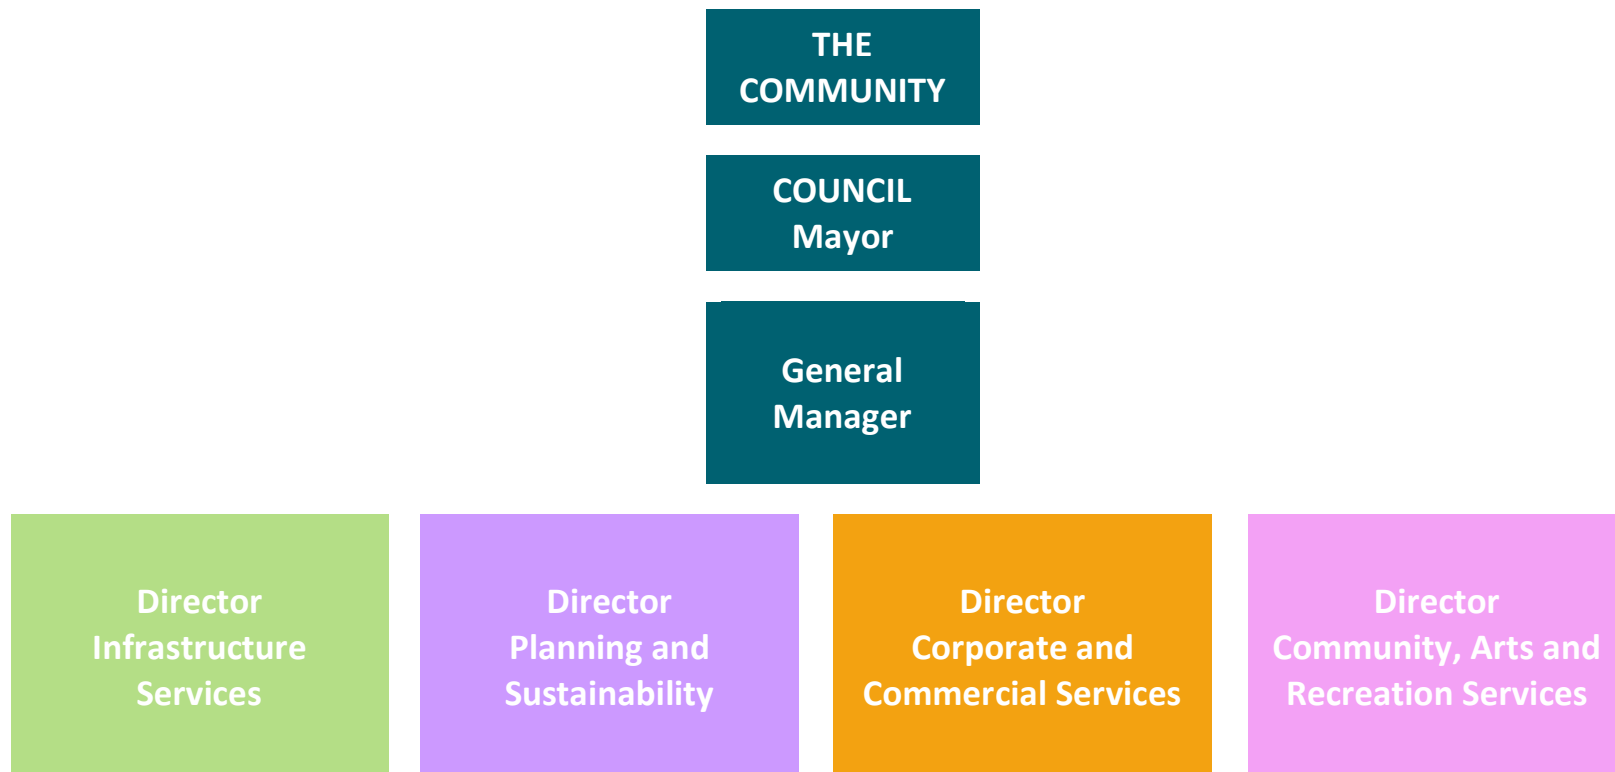 THE
COMMUNITY
COUNCIL
Mayor
General
Manager
Director
Infrastructure
Services
Director
Planning and
Sustainability
Director
Corporate and
Commercial Services
Director
Community, Arts and
Recreation Services